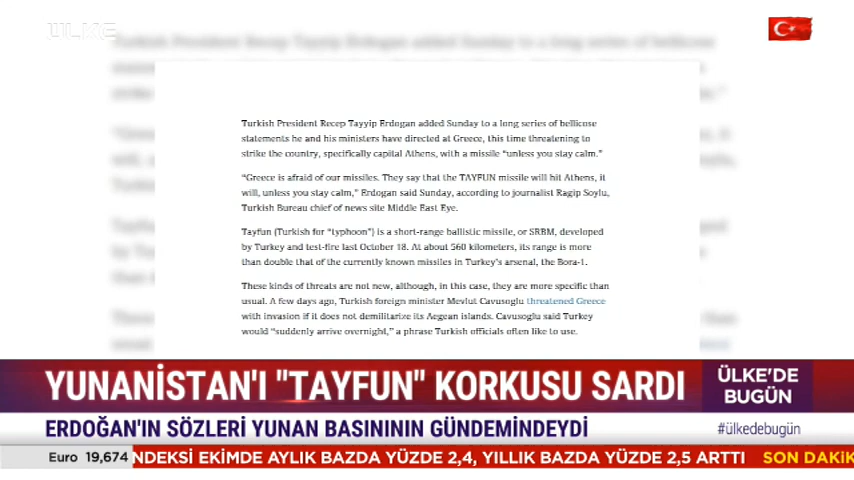 ÜLKE
Turkish President Recep Tayyip Erdogan added Sunday to a long series of bellicose
statements he and his ministers have directed at Greece, this time threatening to
strike the country, specifically capital Athens, with a missile “unless you stay calm.”
“Greece is afraid of our missiles. They say that the TAYFUN missile will hit Athens, it
will, unless you stay calm,” Erdogan said Sunday, according to journalist Ragip Soylu,
Turkish Bureau chief of news site Middle East Eye.
Tayfun (Turkish for “typhoon”) is a short-range ballistic missile, or SRBM, developed
by Turkey and test-fire last October 18. At about 560 kilometers, its range is more
than double that of the currently known missiles in Turkey’s arsenal, the Bora-1.
These kinds of threats are not new, although, in this case, they are more specific than
usual. A few days ago, Turkish foreign minister Mevlut Cavusoglu threatened Greece
with invasion if it does not demilitarize its Aegean islands. Cavusoglu said Turkey
would “suddenly arrive overnight,” a phrase Turkish officials often like to use.
YUNANİSTAN'I "TAYFUN" KORKUSU SARDI
ÜLKE'DE
BUGÜN
ERDOĞAN'IN SÖZLERİ YUNAN BASINININ GÜNDEMİNDEYDİ
#ülkedebugün
Euro 19,674
NDEKSİ EKİMDE AYLIK BAZDA YÜZDE 2,4, YILLIK BAZDA YÜZDE 2,5 ARTTI SON DAKİK